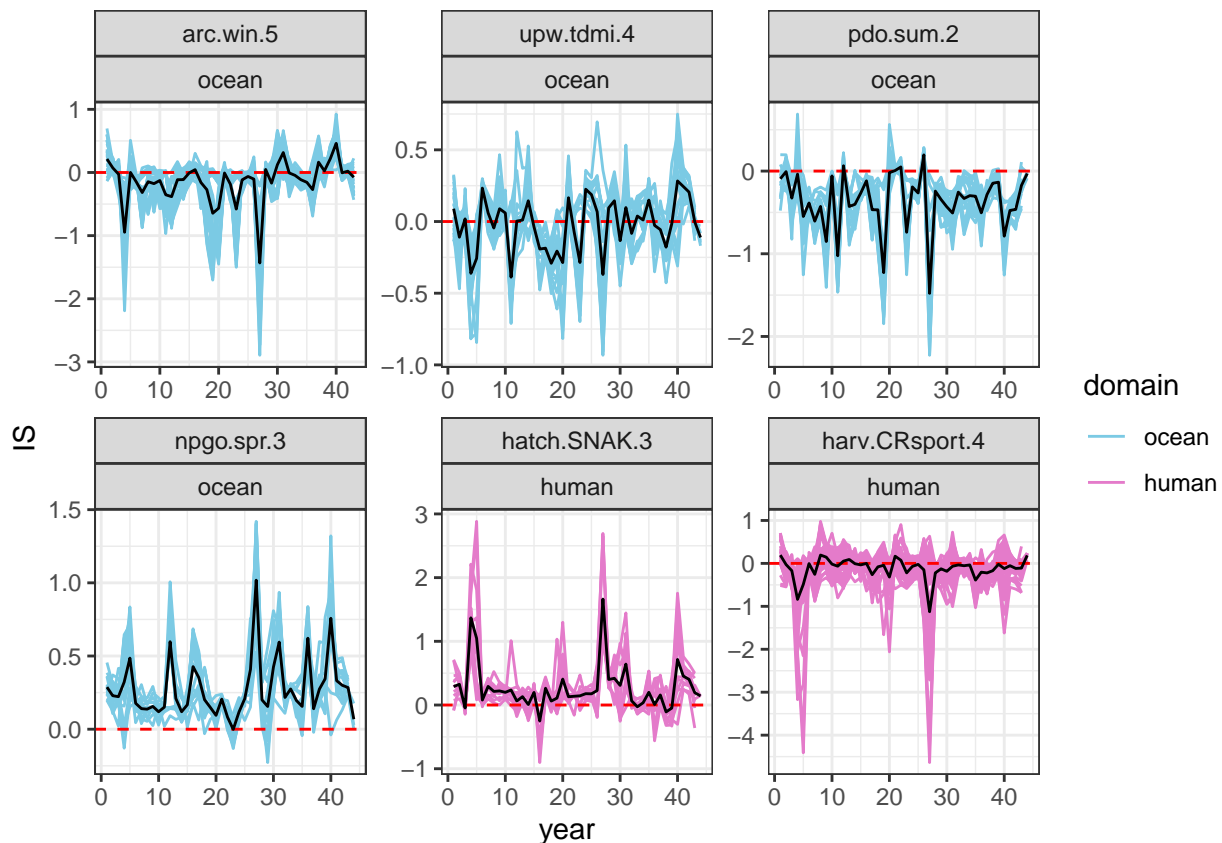 arc.win.5 upw.tdmi.4 pdo.sum.2
ocean ocean ocean
1 0 −1 −2 −3
0.5 0.0 −0.5 −1.0
0 −1 −2
0 10 20 30 40 0 10 20 30 40 0 10 20 30 40
npgo.spr.3 hatch.SNAK.3 harv.CRsport.4
ocean human human
1.5 1.0 0.5 0.0
3 2 1 0 −1
1 0 −1 −2 −3 −4
0 10 20 30 40 0 10 20 30 40 0 10 20 30 40
year
IS
domain
ocean
human